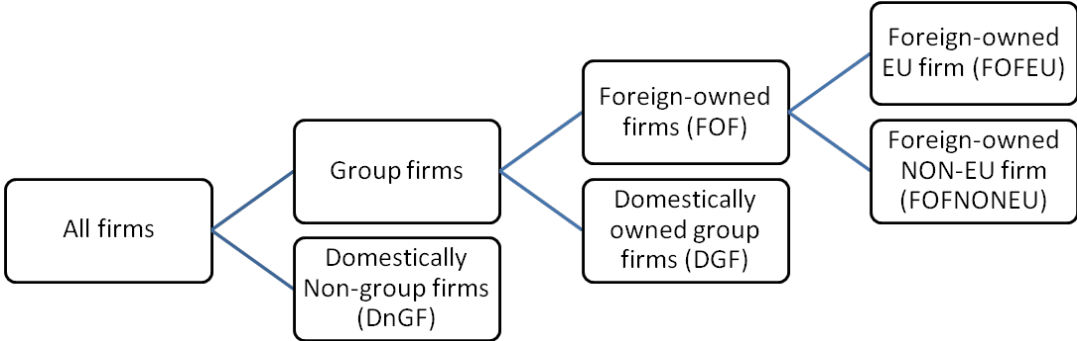 All firms
Group firms
Domestically
Non-group firms
(DnGF)
Foreign-owned
firms (FOF)
Domestically
owned group
firms (DGF)
Foreign-owned
EU firm (FOFEU)
Foreign-owned
NON-EU firm
(FOFNONEU)